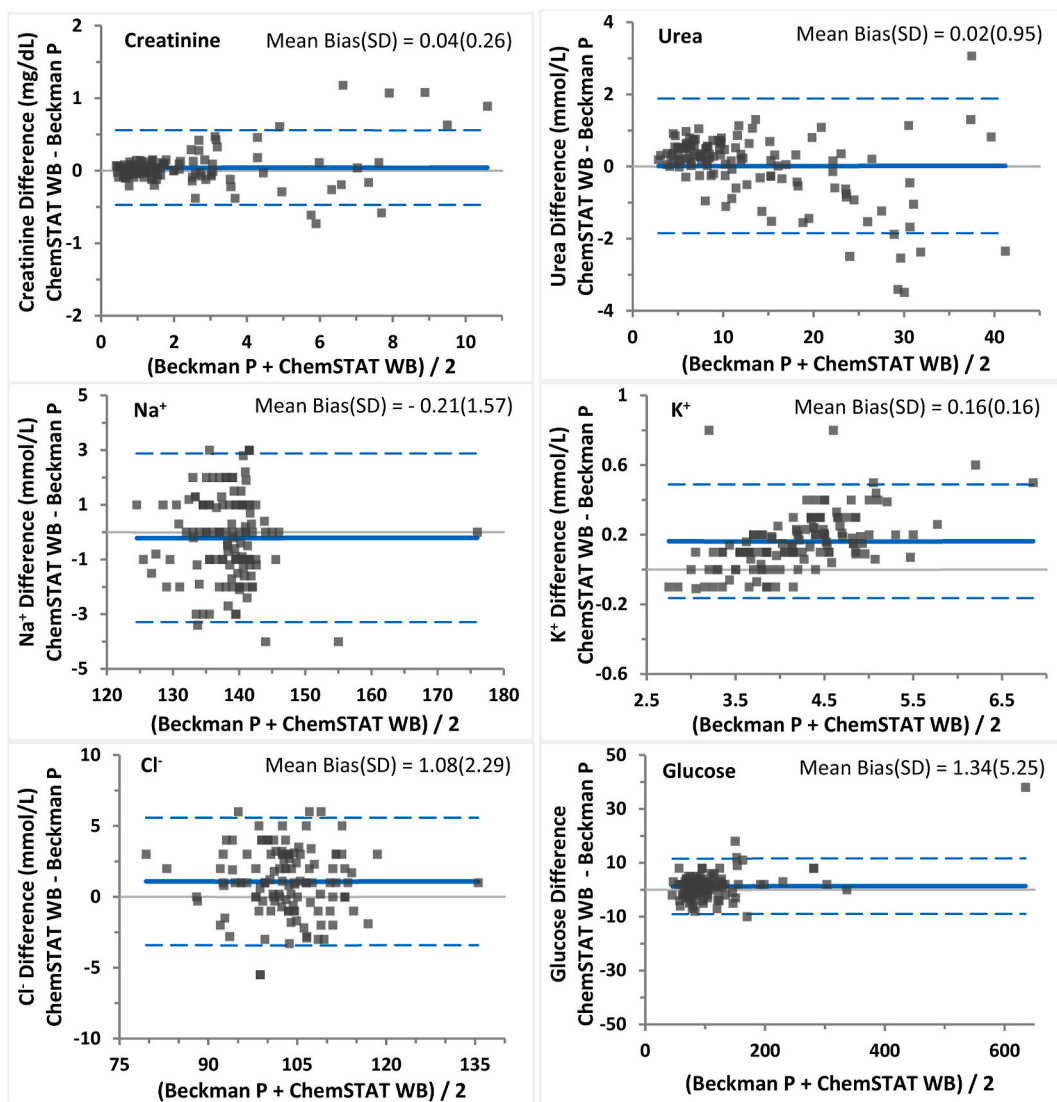 Creatinine
Mean Bias(SD) = 0.04(0.26)
Creatinine Difference (mg/dL)
ChemSTAT WB - Beckman P
2
1
0
-1
-2
0 2 4 6 8 10
(Beckman P + ChemSTAT WB) / 2
Urea
Mean Bias(SD) = 0.02(0.95)
Urea Difference (mmol/L)
ChemSTAT WB - Beckman P
4
2
0
-2
-4
0 10 20 30 40
(Beckman P + ChemSTAT WB) / 2
Na⁺
Mean Bias(SD) = - 0.21(1.57)
Na⁺ Difference (mmol/L)
ChemSTAT WB - Beckman P
5
3
1
-1
-3
-5
120 130 140 150 160 170 180
(Beckman P + ChemSTAT WB) / 2
K⁺
Mean Bias(SD) = 0.16(0.16)
K⁺ Difference (mmol/L)
ChemSTAT WB - Beckman P
1
0.6
0.2
-0.2
-0.6
2.5 3.5 4.5 5.5 6.5
(Beckman P + ChemSTAT WB) / 2
Cl⁻
Mean Bias(SD) = 1.08(2.29)
Cl⁻ Difference (mmol/L)
ChemSTAT WB - Beckman P
10
5
0
-5
-10
75 90 105 120 135
(Beckman P + ChemSTAT WB) / 2
Glucose
Mean Bias(SD) = 1.34(5.25)
Glucose Difference
ChemSTAT WB - Beckman P
50
30
10
-10
-30
-50
0 200 400 600
(Beckman P + ChemSTAT WB) / 2